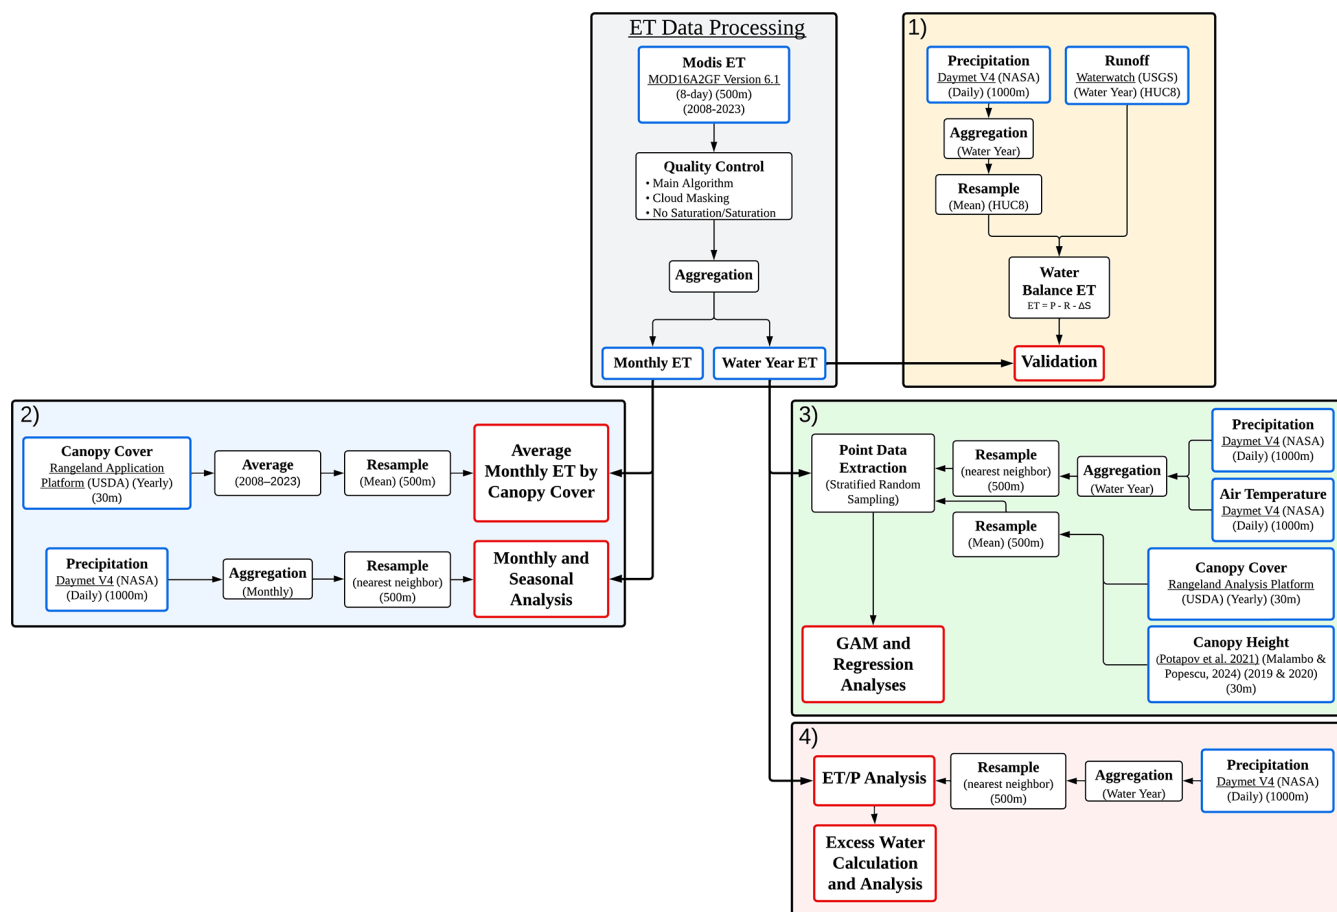 ET Data Processing
Modis ET
MOD16A2GF Version 6.1
(8-day) (500m)
(2008-2023)
Quality Control
• Main Algorithm
• Cloud Masking
• No Saturation/Saturation
Aggregation
Monthly ET
Water Year ET
1)
Precipitation
Daymet V4 (NASA)
(Daily) (1000m)
Runoff
Waterwatch (USGS)
(Water Year) (HUC8)
Aggregation
(Water Year)
Resample
(Mean) (HUC8)
Water
Balance ET
ET = P - R - ΔS
Validation
2)
Canopy Cover
Rangeland Application
Platform (USDA) (Yearly)
(30m)
Average
(2008–2023)
Resample
(Mean) (500m)
Average
Monthly ET by
Canopy Cover
Precipitation
Daymet V4 (NASA)
(Daily) (1000m)
Aggregation
(Monthly)
Resample
(nearest neighbor)
(500m)
Monthly and
Seasonal
Analysis
3)
Point Data
Extraction
(Stratified Random
Sampling)
Resample
(nearest neighbor)
(500m)
Aggregation
(Water Year)
Precipitation
Daymet V4 (NASA)
(Daily) (1000m)
Air Temperature
Daymet V4 (NASA)
(Daily) (1000m)
Resample
(Mean) (500m)
Canopy Cover
Rangeland Analysis Platform
(USDA) (Yearly) (30m)
Canopy Height
(Potapov et al. 2021) (Malambo &
Popescu, 2024) (2019 & 2020)
(30m)
GAM and
Regression
Analyses
4)
ET/P Analysis
Resample
(nearest neighbor)
(500m)
Aggregation
(Water Year)
Precipitation
Daymet V4 (NASA)
(Daily) (1000m)
Excess Water
Calculation
and Analysis